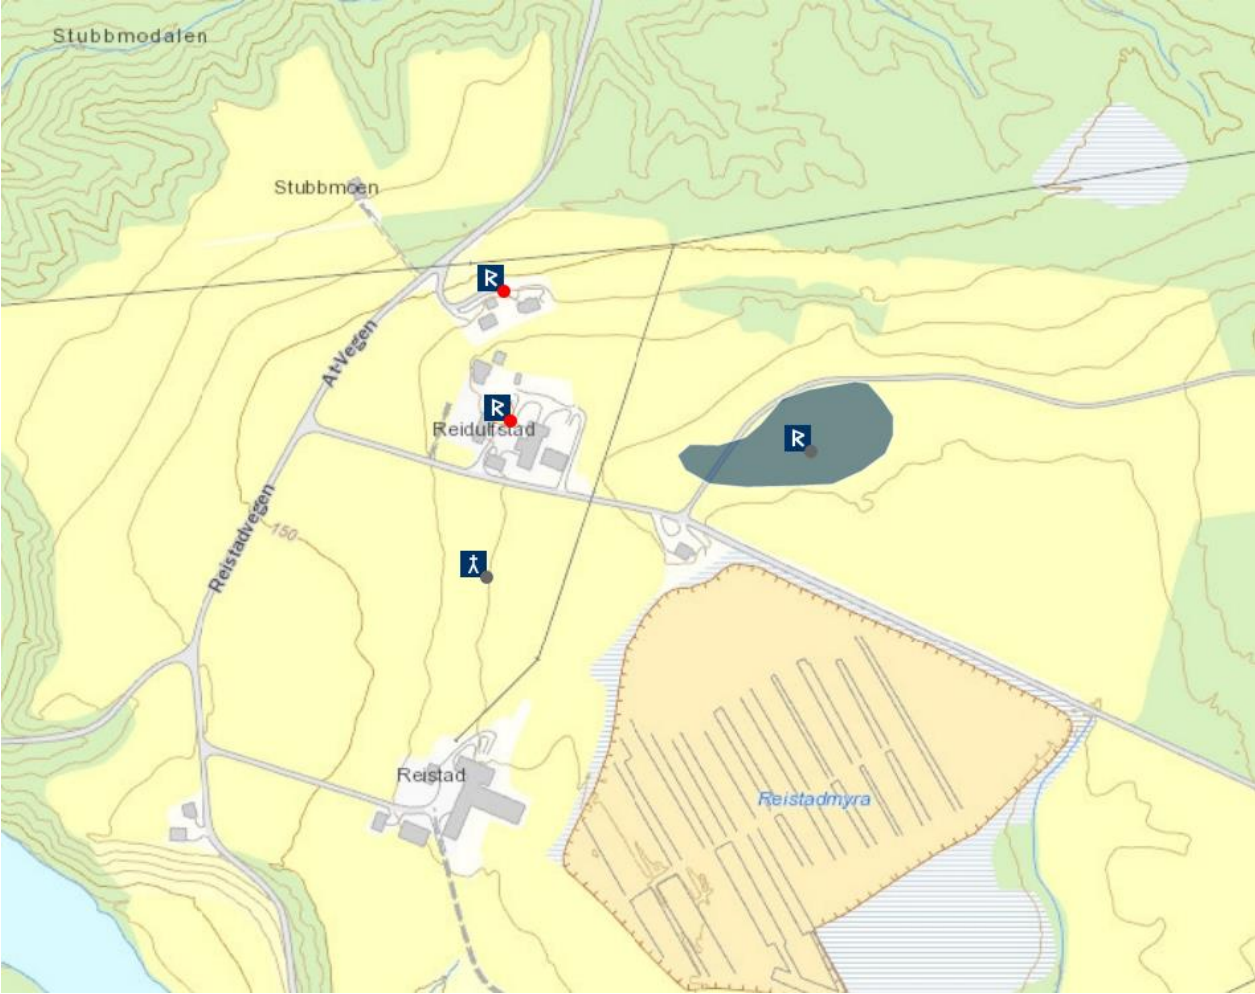 Stubbmodalen
Stubbmoen
At-Vegen
Reidulfstad
Reistadvegen
150
Reistad
Reistadmyra